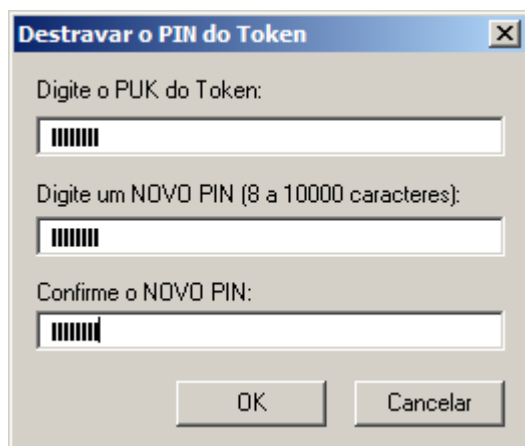 Destravar o PIN do Token
Digite o PUK do Token:
Digite um NOVO PIN (8 a 10000 caracteres):
Confirme o NOVO PIN:
OK Cancelar